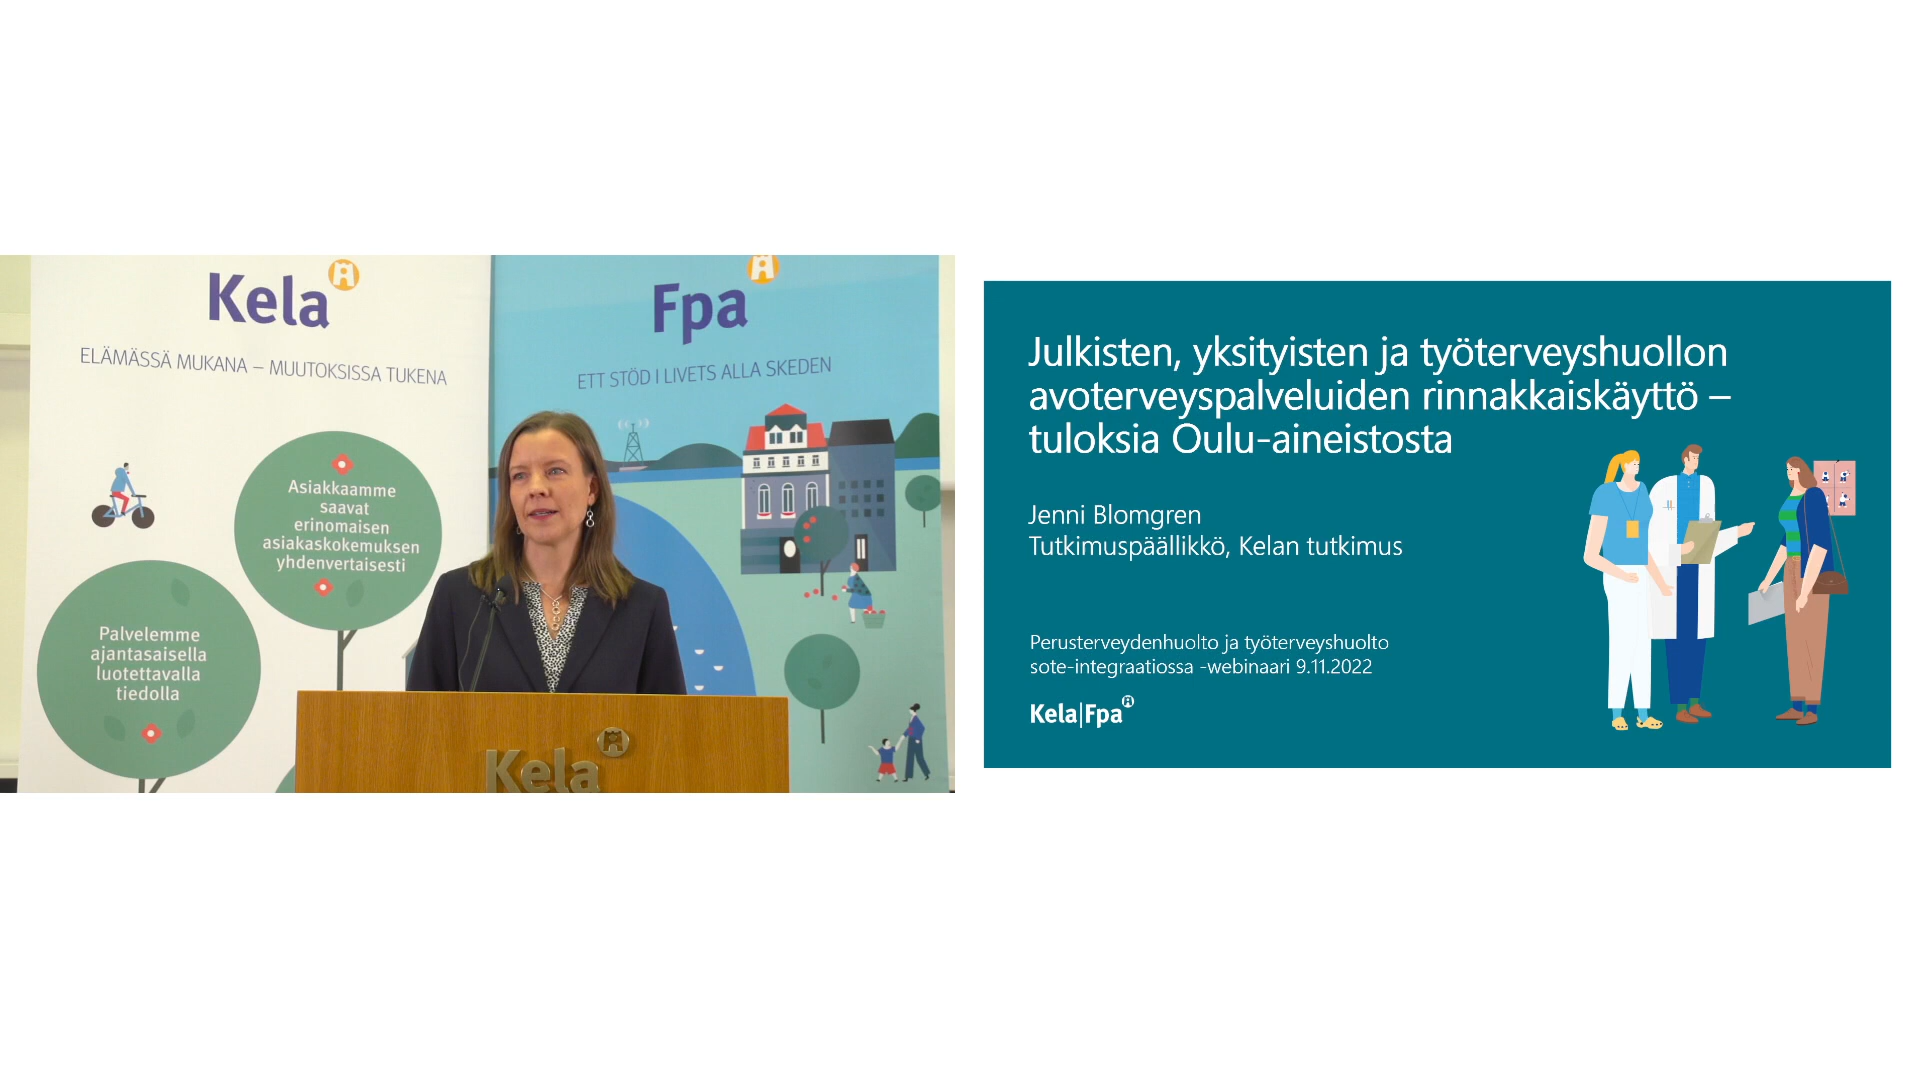 Kela
ELÄMÄSSÄ MUKANA – MUUTOKSISSA TUKENA
Asiakkaamme
saavat
erinomaisen
asiakaskokemuksen
yhdenvertaisesti
Palvelemme
ajantasaisella
luotettavalla
tiedolla
Fpa
ETT STÖD I LIVETS ALLA SKEDEN
Kela
Julkisten, yksityisten ja työterveyshuollon
avoterveyspalveluiden rinnakkaiskäyttö –
tuloksia Oulu-aineistosta
Jenni Blomgren
Tutkimuspäällikkö, Kelan tutkimus
Perusterveydenhuolto ja työterveyshuolto
sote-integraatiossa -webinaari 9.11.2022
Kela|Fpa